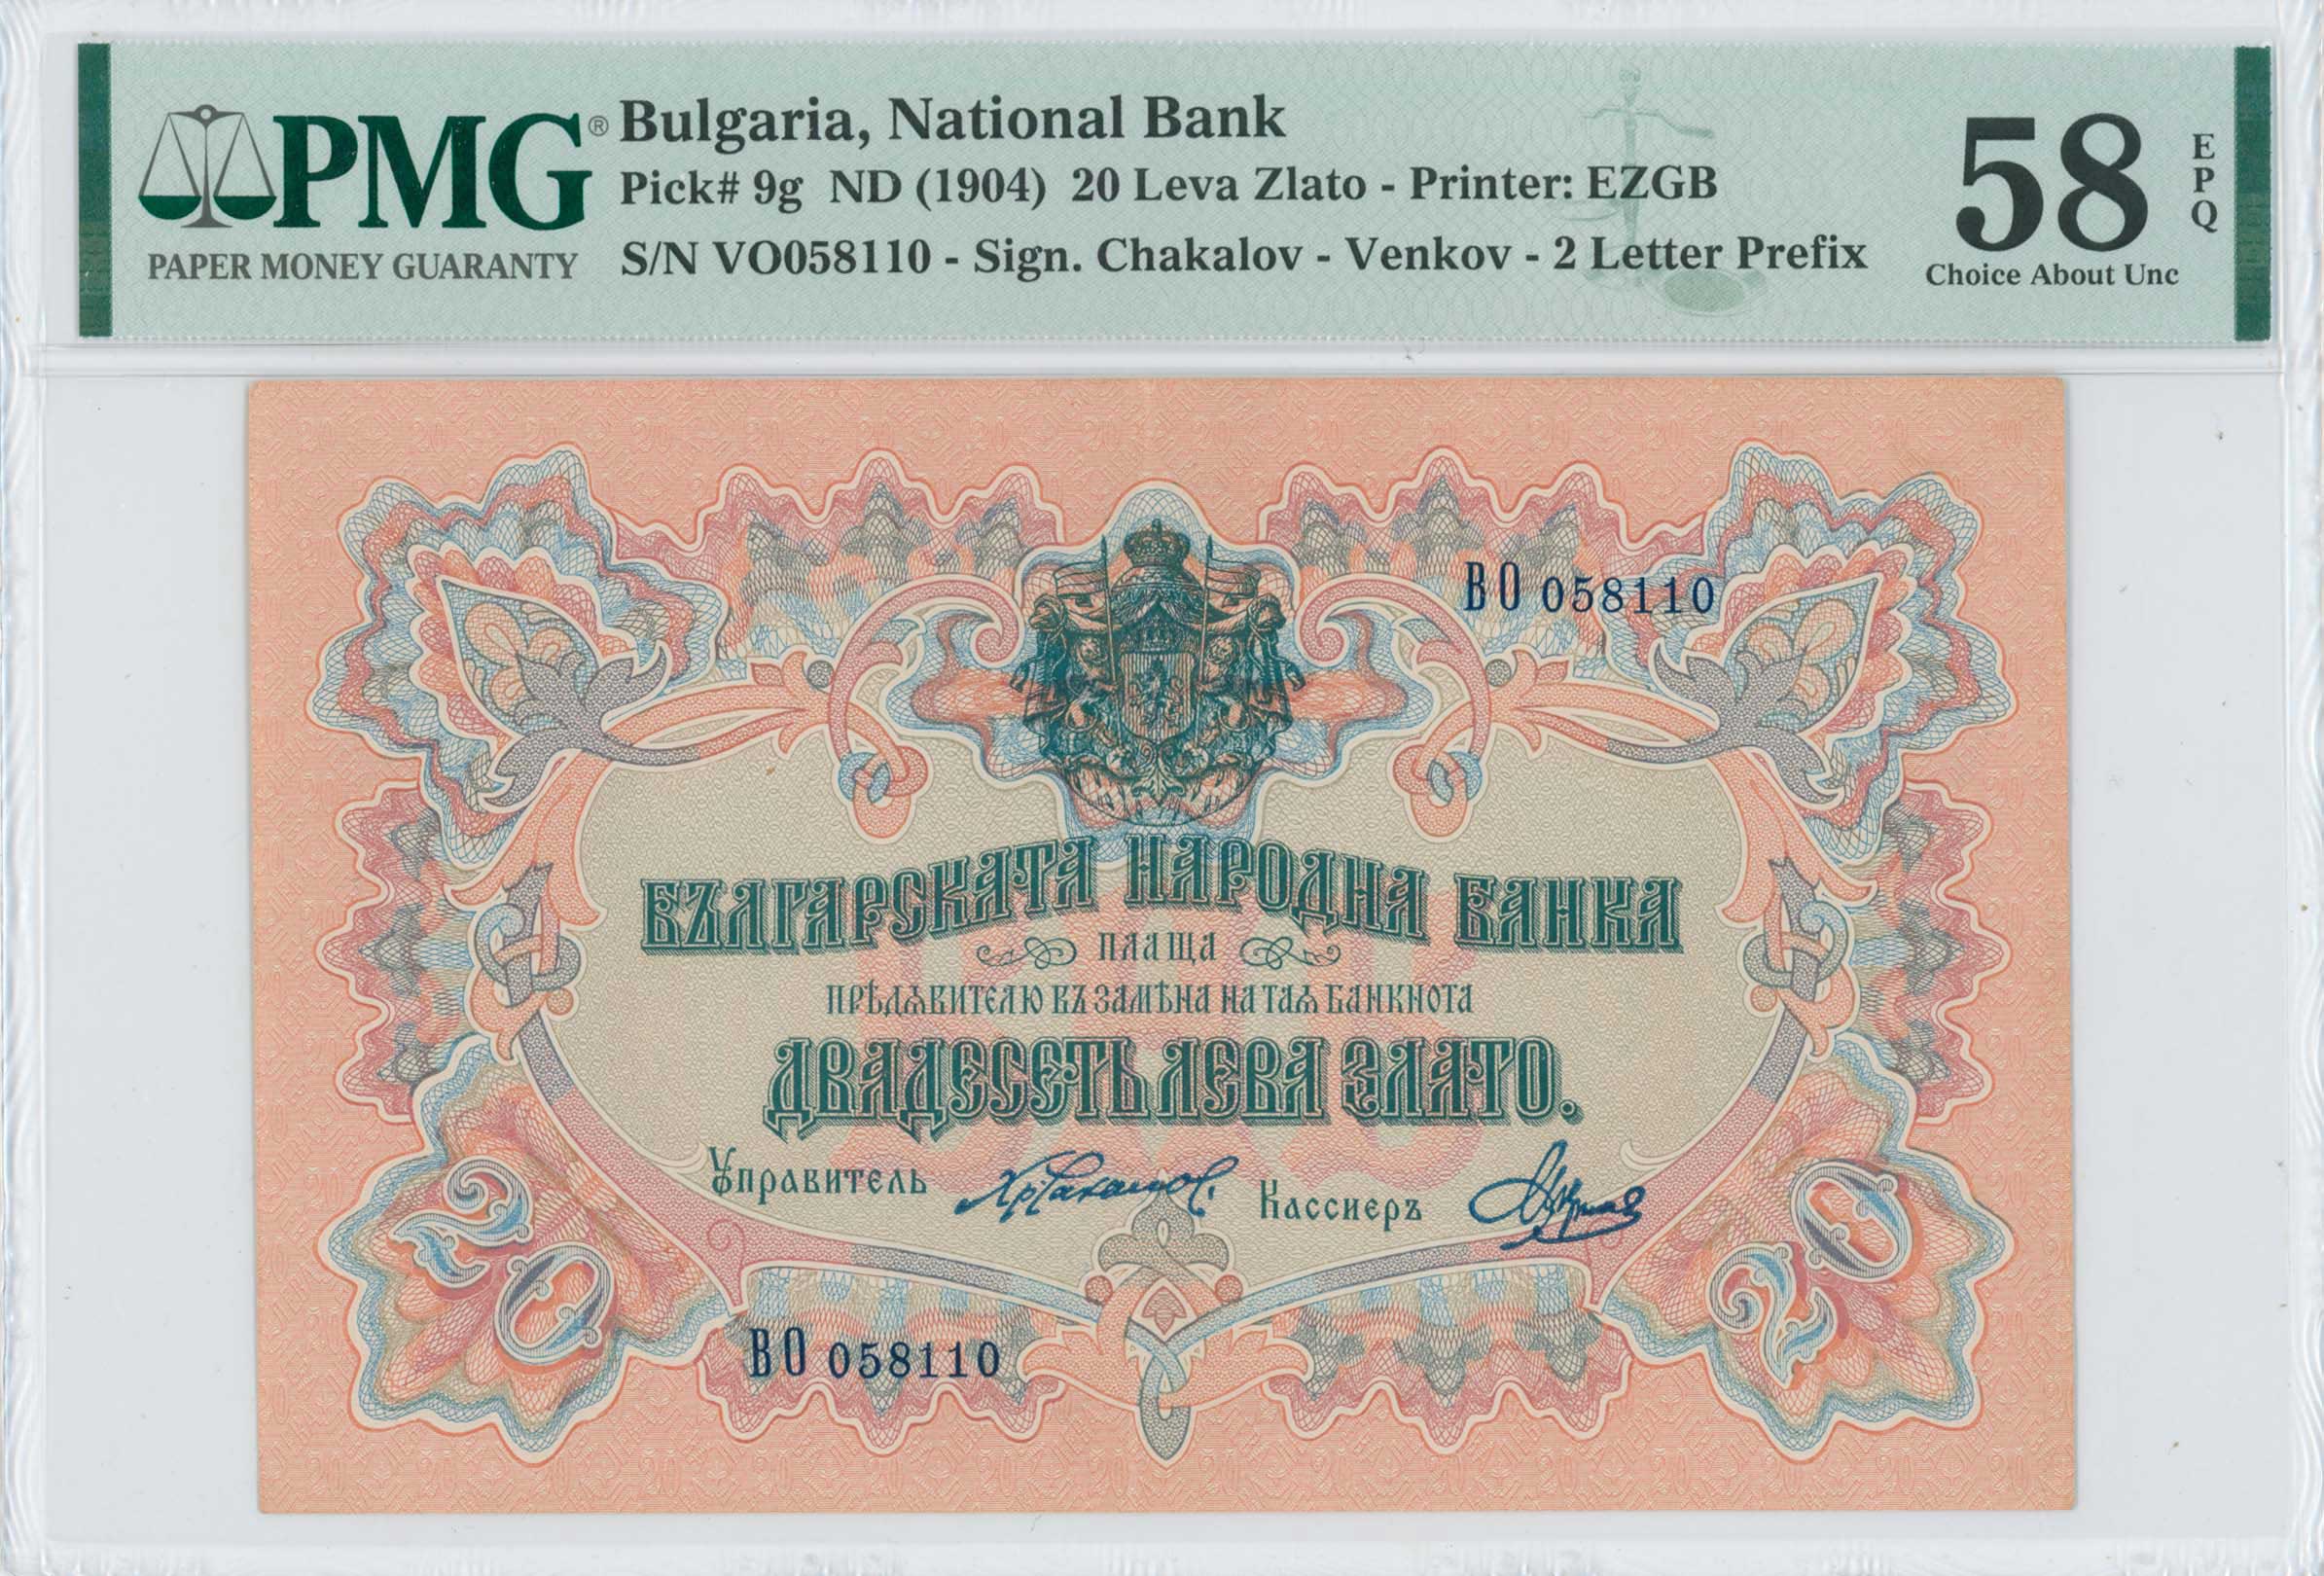 PMG®
PAPER MONEY GUARANTY
Bulgaria, National Bank
Pick# 9g ND (1904) 20 Leva Zlato - Printer: EZGB
S/N VO058110 - Sign. Chakalov - Venkov - 2 Letter Prefix
58
EPQ
Choice About Unc
ВО 058110
БЪЛГАРСКАТА НАРОДНА БАНКА
ПЛАЩА
ПРѢДѨВИТЕЛЮ ВЪ ЗАМѢНА НА ТАѨ БАНКНОТА
ДВАДЕСЕТЬ ЛЕВА ЗЛАТО.
Управитель
Кассиеръ
20
20
ВО 058110